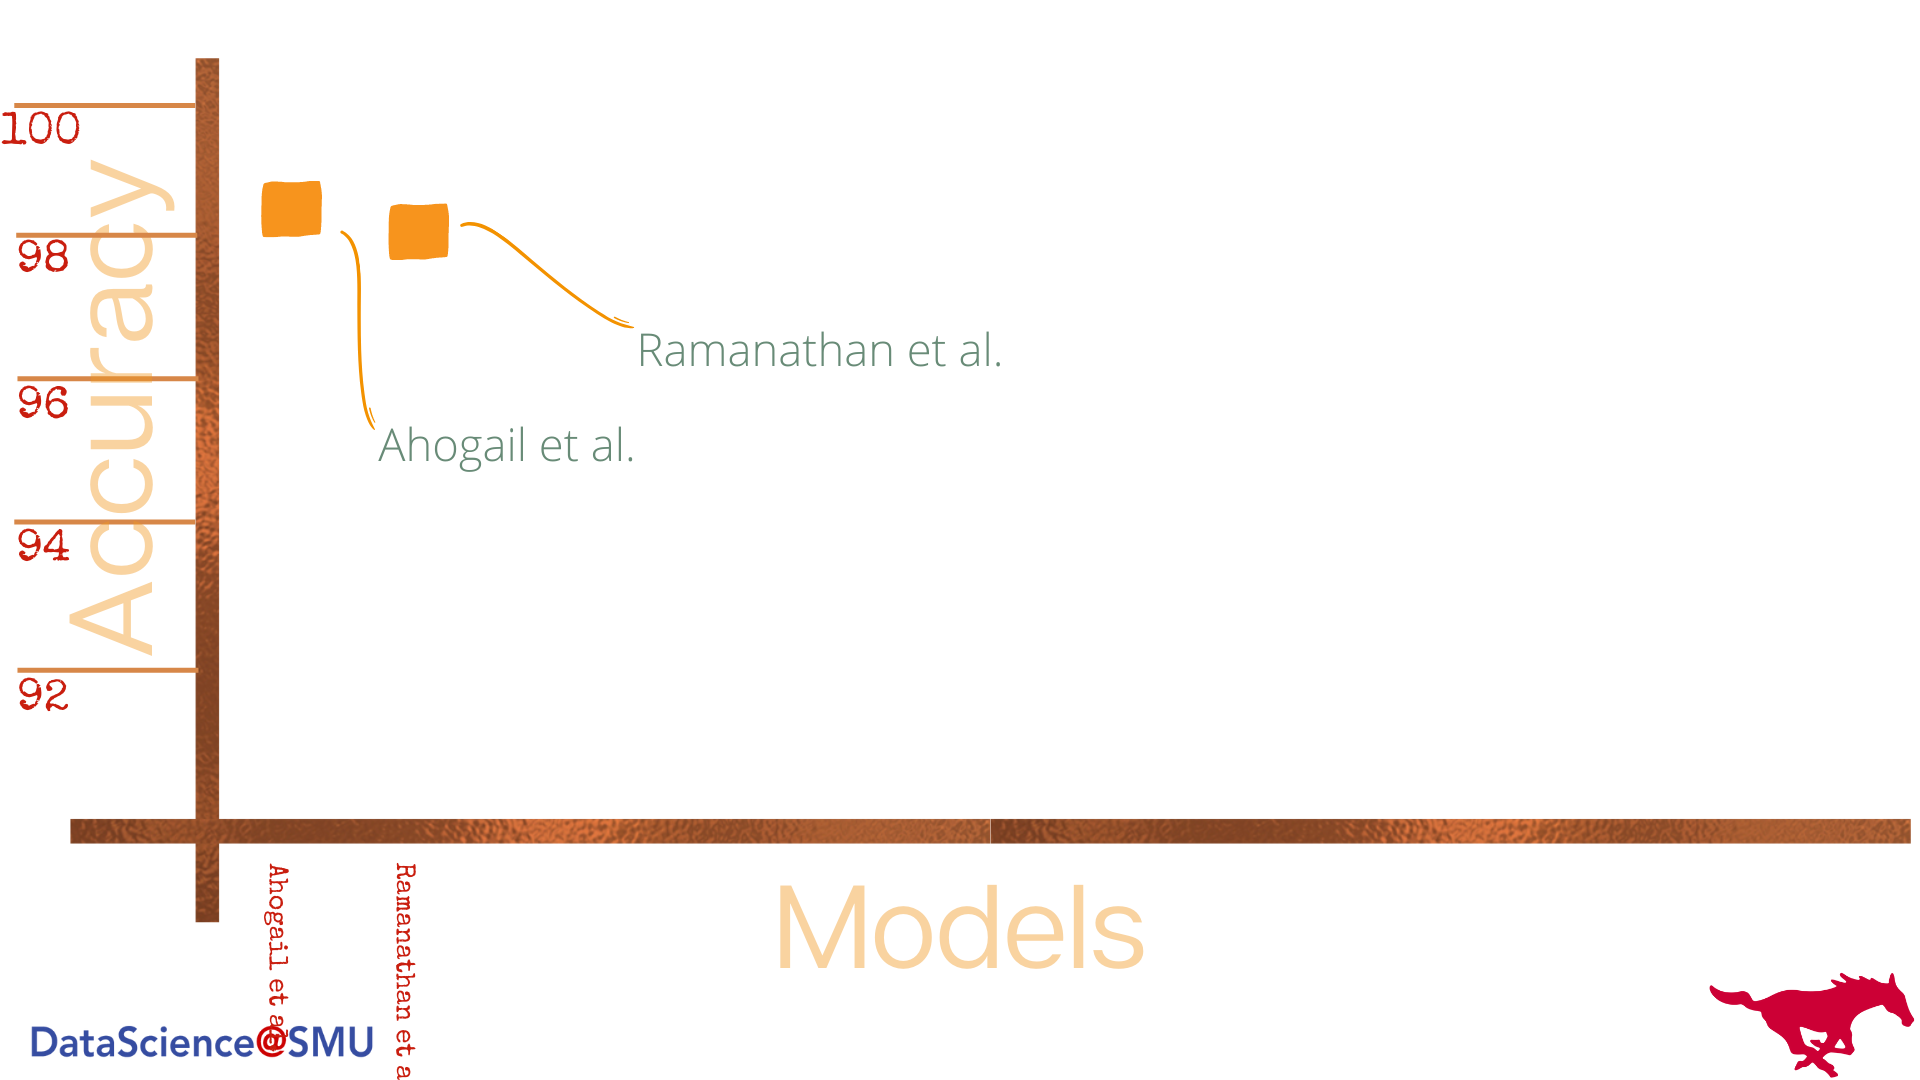 100
98
96
94
92
Accuracy
Ramanathan et al.
Ahogail et al.
Ahogail et al.
Ramanathan et a
Models
DataScience@SMU